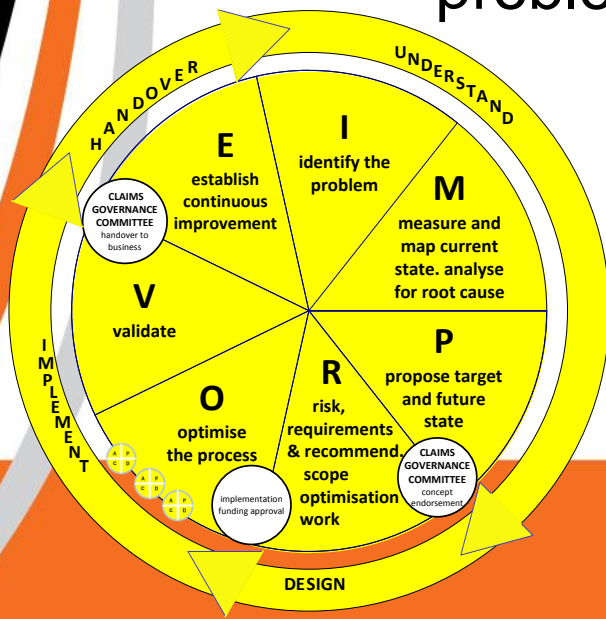 proble
UNDERSTAND
I
identify the
problem
M
measure and
map current
state. analyse
for root cause
P
propose target
and future
state
CLAIMS
GOVERNANCE
COMMITTEE
concept
endorsement
DESIGN
R
risk,
requirements
& recommend.
scope
optimisation
work
implementation
funding approval
O
optimise
the process
A P
C D
A P
C D
A P
C D
IMPLEMENT
V
validate
CLAIMS
GOVERNANCE
COMMITTEE
handover to
business
HANDOVER
E
establish
continuous
improvement